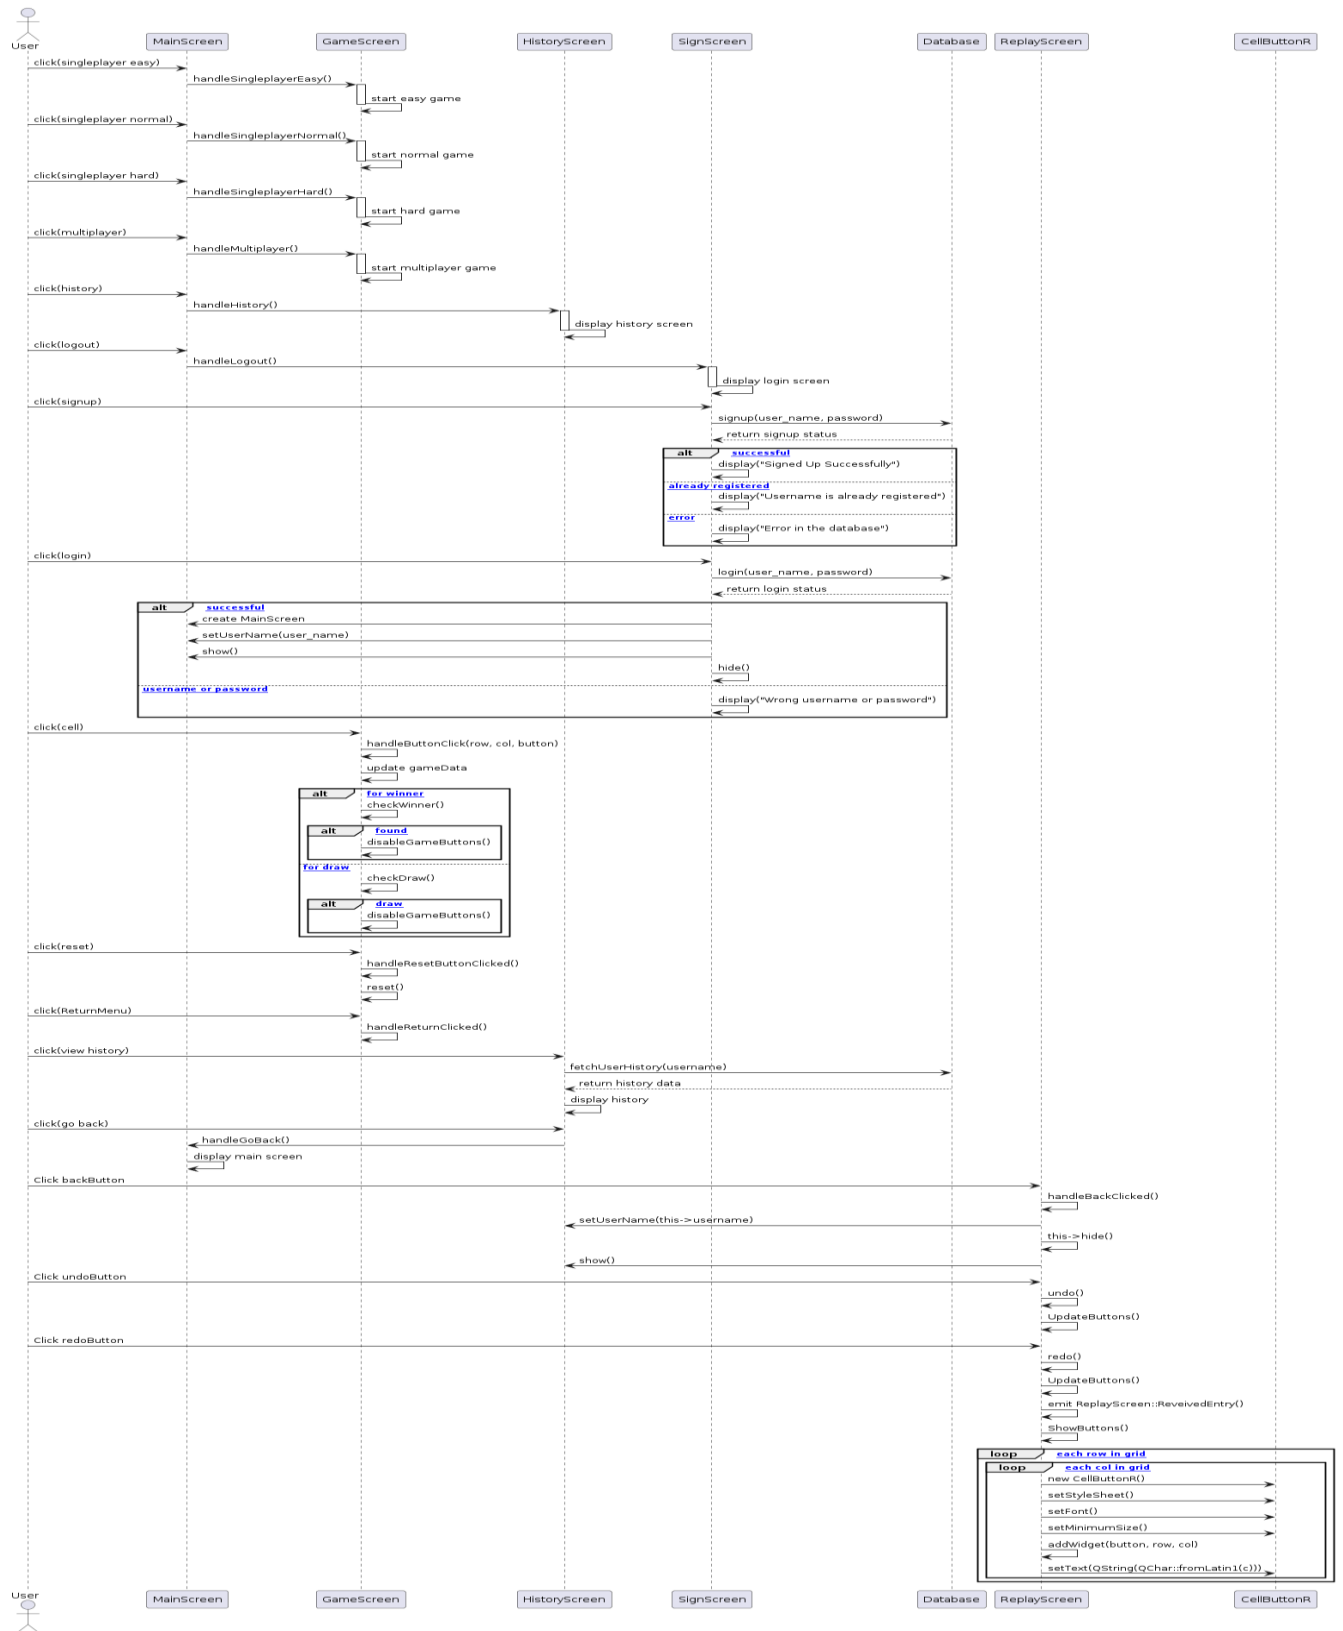 User
MainScreen GameScreen HistoryScreen SignScreen Database ReplayScreen CellButtonR
click(singleplayer easy)
handleSingleplayerEasy()
start easy game
click(singleplayer normal)
handleSingleplayerNormal()
start normal game
click(singleplayer hard)
handleSingleplayerHard()
start hard game
click(multiplayer)
handleMultiplayer()
start multiplayer game
click(history)
handleHistory()
display history screen
click(logout)
handleLogout()
display login screen
click(signup)
signup(user_name, password)
return signup status
alt successful
display("Signed Up Successfully")
already registered
display("Username is already registered")
error
display("Error in the database")
click(login)
login(user_name, password)
return login status
alt successful
create MainScreen
setUserName(user_name)
show()
hide()
username or password
display("Wrong username or password")
click(cell)
handleButtonClick(row, col, button)
update gameData
alt for winner
checkWinner()
alt found
disableGameButtons()
for draw
checkDraw()
alt draw
disableGameButtons()
click(reset)
handleResetButtonClicked()
reset()
click(ReturnMenu)
handleReturnClicked()
click(view history)
fetchUserHistory(username)
return history data
display history
click(go back)
handleGoBack()
display main screen
Click backButton
handleBackClicked()
setUserName(this->username)
this->hide()
show()
Click undoButton
undo()
UpdateButtons()
Click redoButton
redo()
UpdateButtons()
emit ReplayScreen::ReveivedEntry()
ShowButtons()
loop each row in grid
loop each col in grid
new CellButtonR()
setStyleSheet()
setFont()
setMinimumSize()
addWidget(button, row, col)
setText(QString(QChar::fromLatin1(c)))
User
MainScreen GameScreen HistoryScreen SignScreen Database ReplayScreen CellButtonR